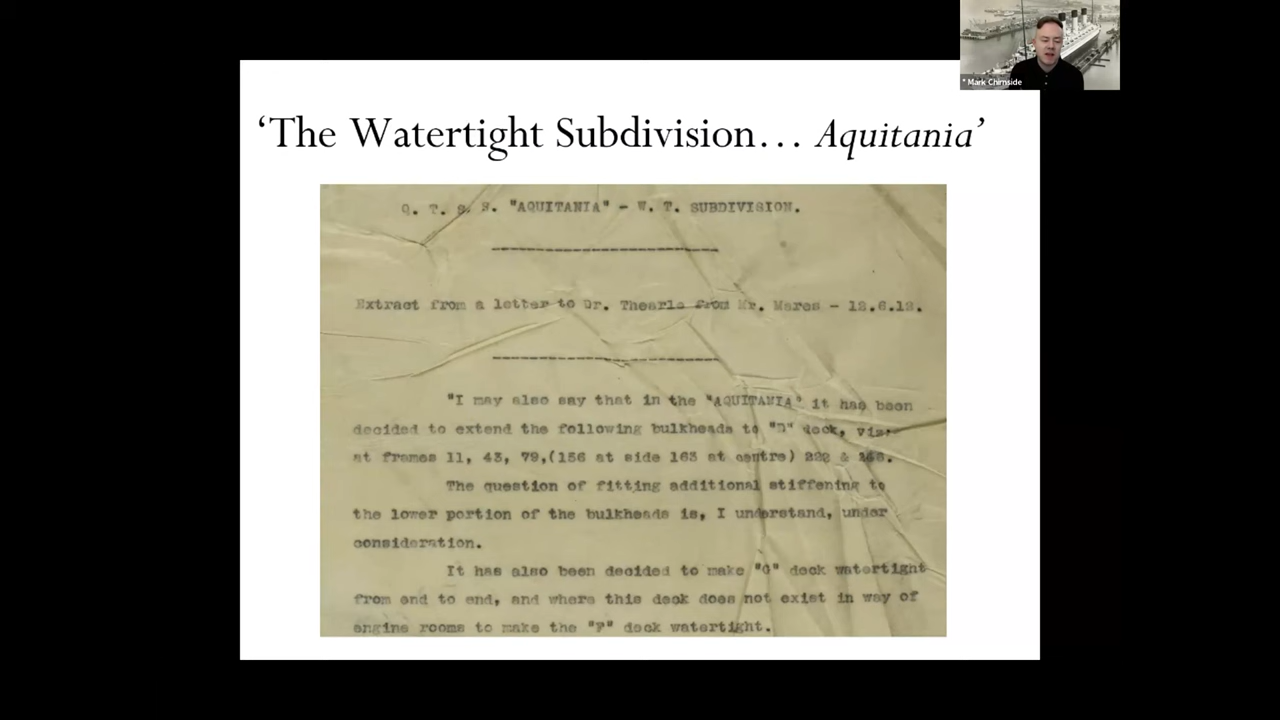 * Mark Chirnside
‘The Watertight Subdivision… Aquitania’
Q. T. S. S. "AQUITANIA" - W. T. SUBDIVISION.
Extract from a letter to Dr. Thearle from Mr. Mares - 12.6.12.
"I may also say that in the "AQUITANIA" it has been
decided to extend the following bulkheads to deck, viz:-
at frames 11, 43, 79,(156 at side 163 at centre) 222 &
The question of fitting additional stiffening to
the lower portion of the bulkheads is, I understand, under
consideration.
It has also been decided to make "G" deck watertight
from end to end, and where this deck does not exist in way of
engine rooms to make the "F" deck watertight.